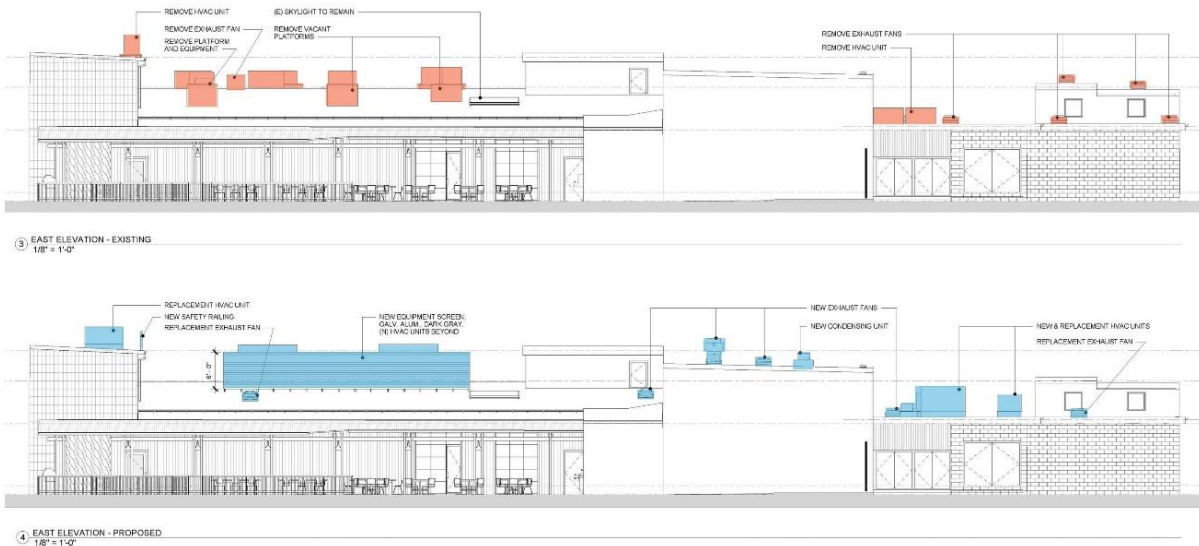 REMOVE HVAC UNIT
REMOVE EXHAUST FAN
REMOVE PLATFORM
AND EQUIPMENT
(E) SKYLIGHT TO REMAIN
REMOVE VACANT
PLATFORMS
REMOVE EXHAUST FANS
REMOVE HVAC UNIT
3 EAST ELEVATION - EXISTING
1/8" = 1'-0"
REPLACEMENT HVAC UNIT
NEW SAFETY RAILING
REPLACEMENT EXHAUST FAN
NEW EQUIPMENT SCREEN;
GALV. ALUM., DARK GRAY.
(N) HVAC UNITS BEYOND
6'-0"
NEW EXHAUST FANS
NEW CONDENSING UNIT
NEW & REPLACEMENT HVAC UNITS
REPLACEMENT EXHAUST FAN
4 EAST ELEVATION - PROPOSED
1/8" = 1'-0"